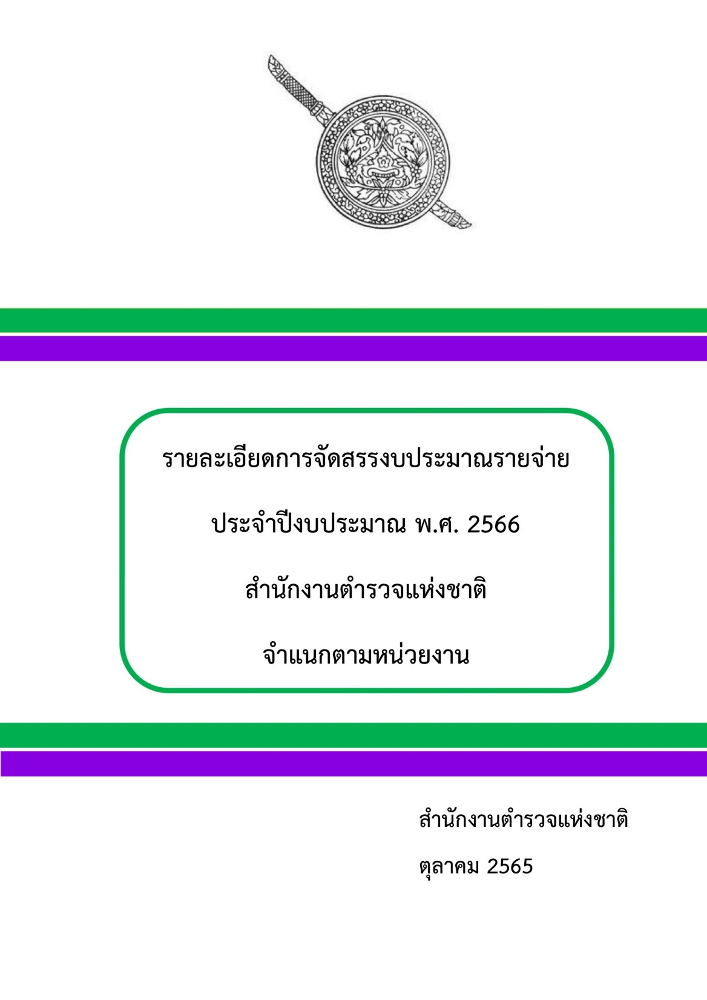 รายละเอียดการจัดสรรงบประมาณรายจ่าย
ประจำปีงบประมาณ พ.ศ. 2566
สำนักงานตำรวจแห่งชาติ
จำแนกตามหน่วยงาน
สำนักงานตำรวจแห่งชาติ
ตุลาคม 2565